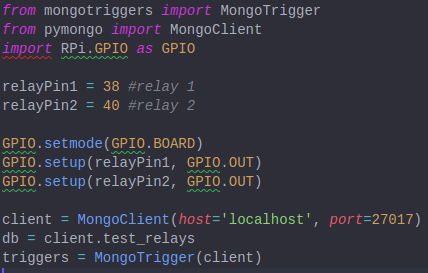 from mongotriggers import MongoTrigger
from pymongo import MongoClient
import RPi.GPIO as GPIO
relayPin1 = 38 #relay 1
relayPin2 = 40 #relay 2
GPIO.setmode(GPIO.BOARD)
GPIO.setup(relayPin1, GPIO.OUT)
GPIO.setup(relayPin2, GPIO.OUT)
client = MongoClient(host='localhost', port=27017)
db = client.test_relays
triggers = MongoTrigger(client)